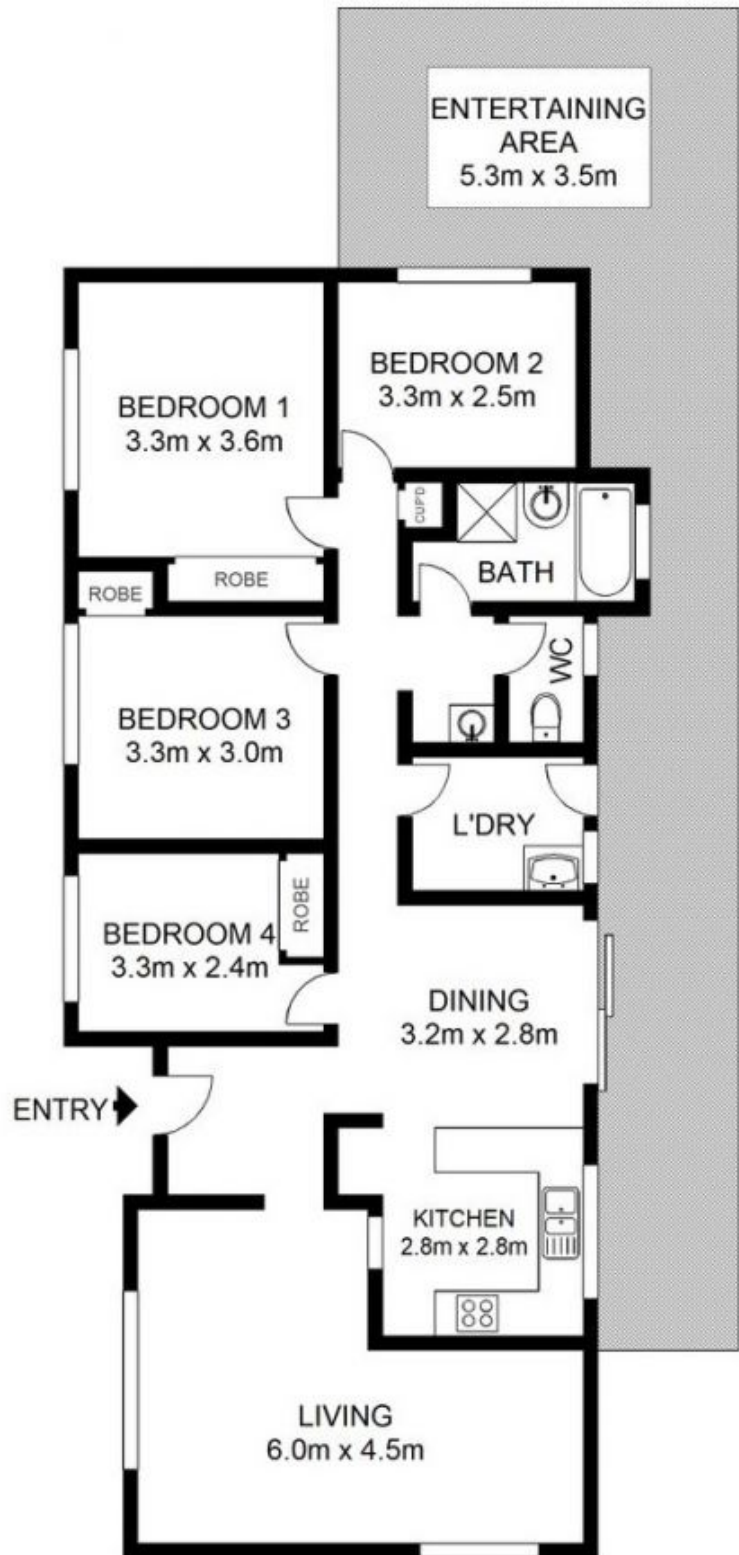 ENTERTAINING
AREA
5.3m x 3.5m
BEDROOM 1
3.3m x 3.6m
BEDROOM 2
3.3m x 2.5m
CUP'D
BATH
ROBE
ROBE
WC
BEDROOM 3
3.3m x 3.0m
L'DRY
ROBE
BEDROOM 4
3.3m x 2.4m
DINING
3.2m x 2.8m
ENTRY
KITCHEN
2.8m x 2.8m
LIVING
6.0m x 4.5m